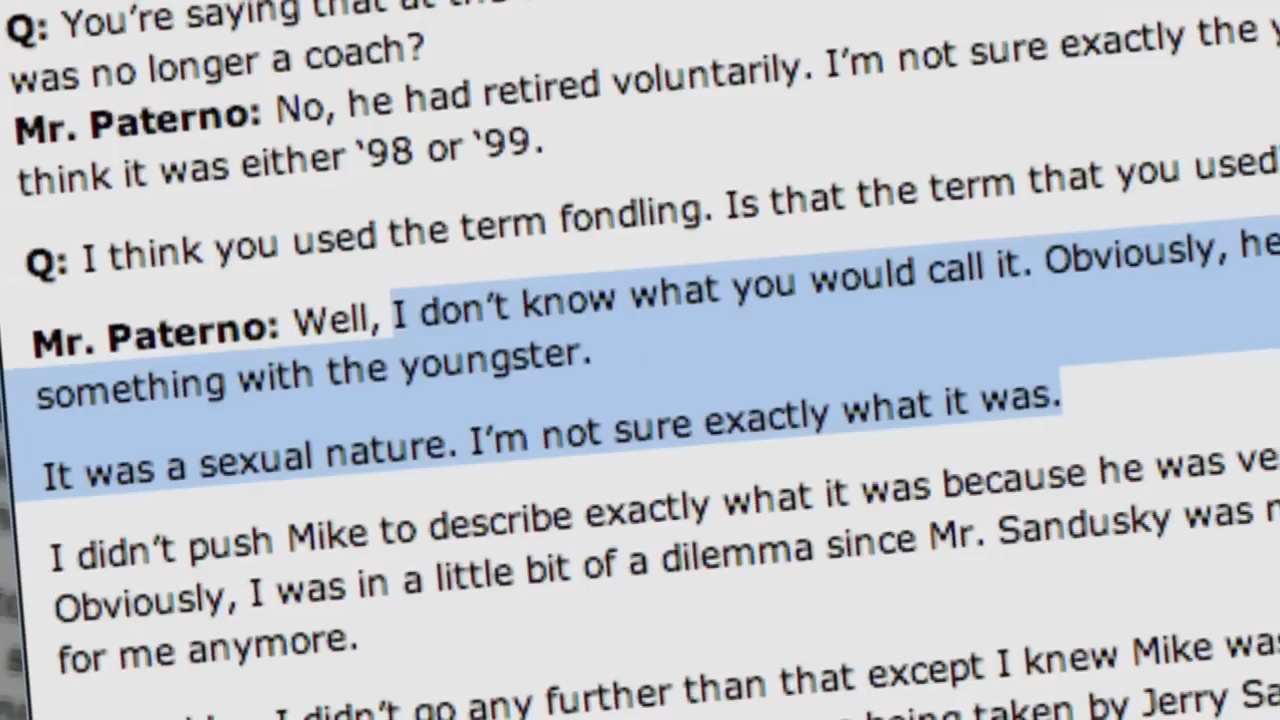 Q: You're saying that at the
was no longer a coach?
Mr. Paterno: No, he had retired voluntarily. I'm not sure exactly the y
think it was either ‘98 or ‘99.
Q: I think you used the term fondling. Is that the term that you used
Mr. Paterno: Well, I don't know what you would call it. Obviously, he
something with the youngster.
It was a sexual nature. I'm not sure exactly what it was.
I didn't push Mike to describe exactly what it was because he was ve
Obviously, I was in a little bit of a dilemma since Mr. Sandusky was
for me anymore.
I didn't go any further than that except I knew Mike was
being taken by Jerry Sa